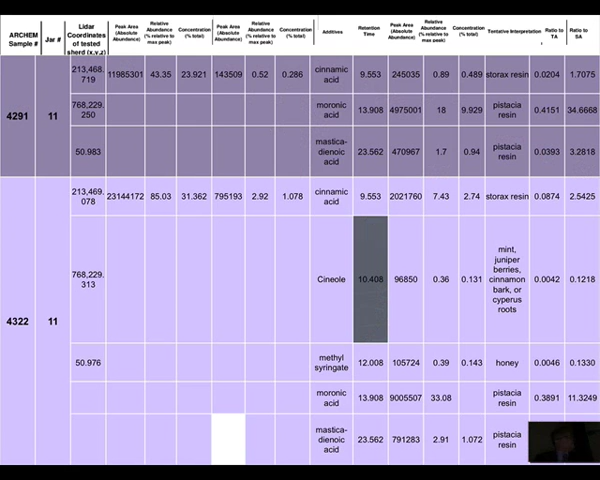 ARCHEM Sample # Jar # Lidar Coordinates of tested sherd (x,y,z) Peak Area (Absolute Abundance) Relative Abundance (% relative to max peak) Concentration (% total) Peak Area (Absolute Abundance) Relative Abundance (% relative to max peak) Concentration (% total) Additives Retention Time Peak Area (Absolute Abundance) Relative Abundance (% relative to max peak) Concentration (% total) Tentative Interpretation Ratio to TA Ratio to SA
4291 11 213,468.719 11985301 43.35 23.921 143509 0.52 0.286 cinnamic acid 9.553 245035 0.89 0.489 storax resin 0.0204 1.7075
768,229.250 moronic acid 13.908 4975001 18 9.929 pistacia resin 0.4151 34.6668
50.983 mastica-dienoic acid 23.562 470967 1.7 0.94 pistacia resin 0.0393 3.2818
4322 11 213,469.078 23144172 85.03 31.362 795193 2.92 1.078 cinnamic acid 9.553 2021760 7.43 2.74 storax resin 0.0874 2.5425
768,229.313 Cineole 10.408 96850 0.36 0.131 mint, juniper berries, cinnamon bark, or cyperus roots 0.0042 0.1218
50.976 methyl syringate 12.008 105724 0.39 0.143 honey 0.0046 0.1330
moronic acid 13.908 9005507 33.08 pistacia resin 0.3891 11.3249
mastica-dienoic acid 23.562 791283 2.91 1.072 pistacia resin